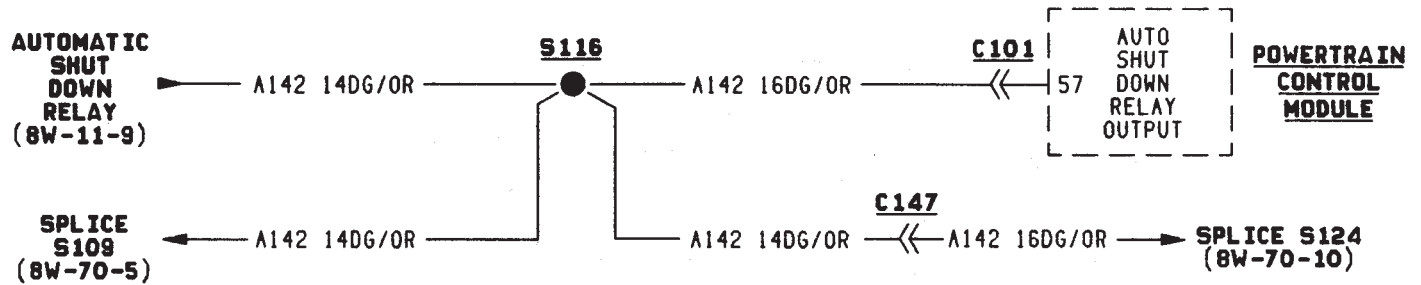 AUTOMATIC
SHUT
DOWN
RELAY
(8W-11-9)
A142 14DG/OR
S116
A142 16DG/OR
C101
57
AUTO
SHUT
DOWN
RELAY
OUTPUT
POWERTRAIN
CONTROL
MODULE
SPLICE
S109
(8W-70-5)
A142 14DG/OR
A142 14DG/OR
C147
A142 16DG/OR
SPLICE S124
(8W-70-10)